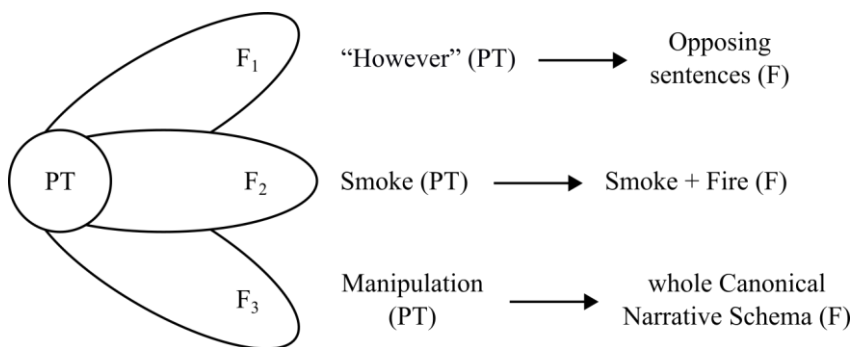 F₁
“However” (PT)
Opposing
sentences (F)
PT
F₂
Smoke (PT)
Smoke + Fire (F)
F₃
Manipulation
(PT)
whole Canonical
Narrative Schema (F)